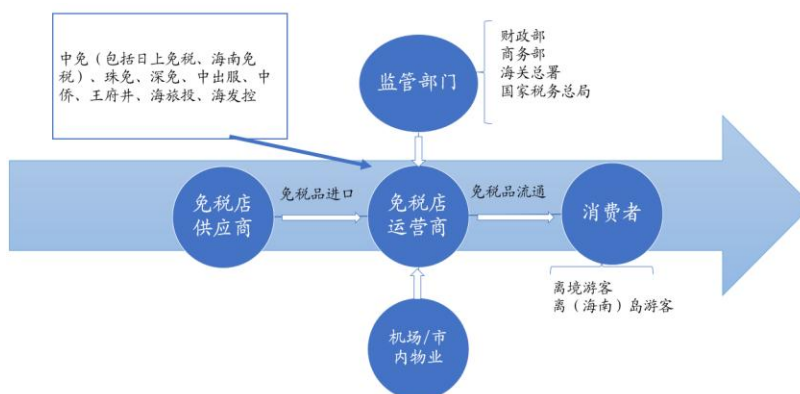 中免（包括日上免税、海南免
税）、珠免、深免、中出服、中
侨、王府井、海旅投、海发控
监管部门
财政部
商务部
海关总署
国家税务总局
免税店
供应商
免税品进口
免税店
运营商
免税品流通
消费者
离境游客
离（海南）岛游客
机场/市
内物业